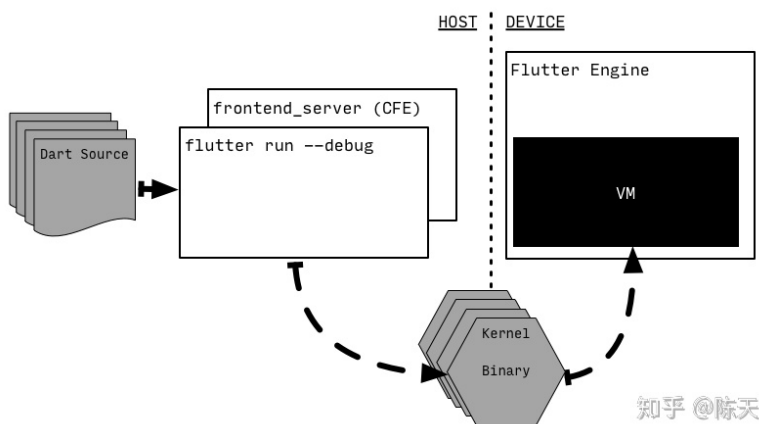 HOST
DEVICE
Flutter Engine
frontend_server (CFE)
flutter run --debug
Dart Source
VM
Kernel
Binary
知乎 @陈天